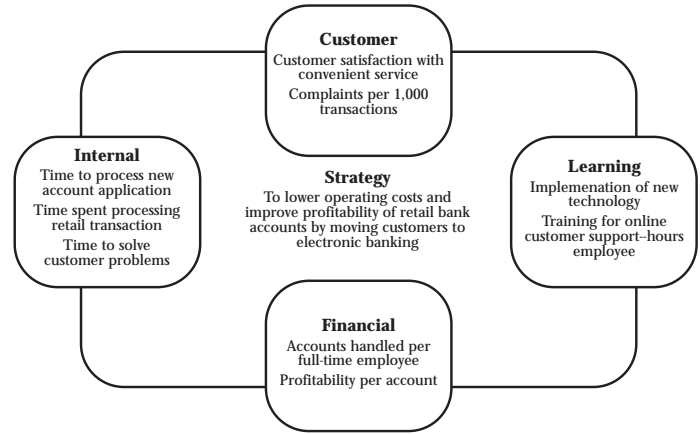 Customer
Customer satisfaction with
convenient service
Complaints per 1,000
transactions
Internal
Time to process new
account application
Time spent processing
retail transaction
Time to solve
customer problems
Strategy
To lower operating costs and
improve profitability of retail bank
accounts by moving customers to
electronic banking
Learning
Implemenation of new
technology
Training for online
customer support--hours
employee
Financial
Accounts handled per
full-time employee
Profitability per account